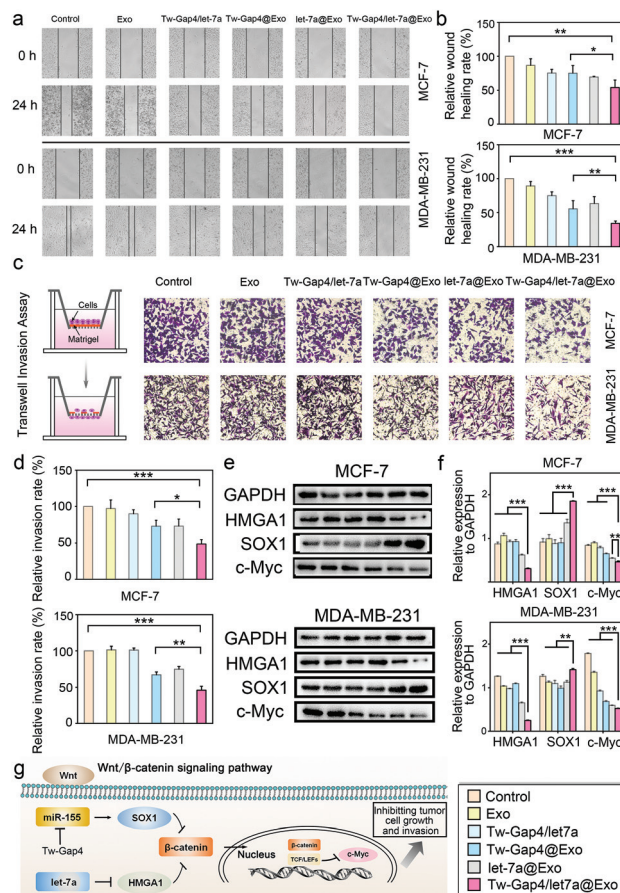 a
Control
Exo
Tw-Gap4/let-7a
Tw-Gap4@Exo
let-7a@Exo
Tw-Gap4/let-7a@Exo
0 h
24 h
MCF-7
0h
24 h
MDA-MB-231
b
Relative wound
healing rate (%)
100
50
0
**
*
MCF-7
Relative wound
healing rate (%)
100
50
0
***
**
MDA-MB-231
c
Transwell Invasion Assay
Cells
Matrigel
Control
Exo
Tw-Gap4/let-7a
Tw-Gap4@Exo
let-7a@Exo
Tw-Gap4/let-7a@Exo
MCF-7
MDA-MB-231
d
Relative invasion rate (%)
150
100
50
0
***
*
MCF-7
Relative invasion rate (%)
150
100
50
0
***
**
MDA-MB-231
e
MCF-7
GAPDH
HMGA1
SOX1
c-Myc
MDA-MB-231
GAPDH
HMGA1
SOX1
c-Myc
f
MCF-7
Relative expression
to GAPDH
2
1
0
***
***
***
**
HMGA1 SOX1 c-Myc
MDA-MB-231
Relative expression
to GAPDH
2
1
0
***
**
***
HMGA1 SOX1 c-Myc
g
Wnt
Wnt/β-catenin signaling pathway
miR-155
SOX1
Tw-Gap4
β-catenin
let-7a
HMGA1
Nucleus
β-catenin
TCF/LEFs
c-Myc
Inhibiting tumor
cell growth
and invasion
Control
Exo
Tw-Gap4/let7a
Tw-Gap4@Exo
let-7a@Exo
Tw-Gap4/let7a@Exo